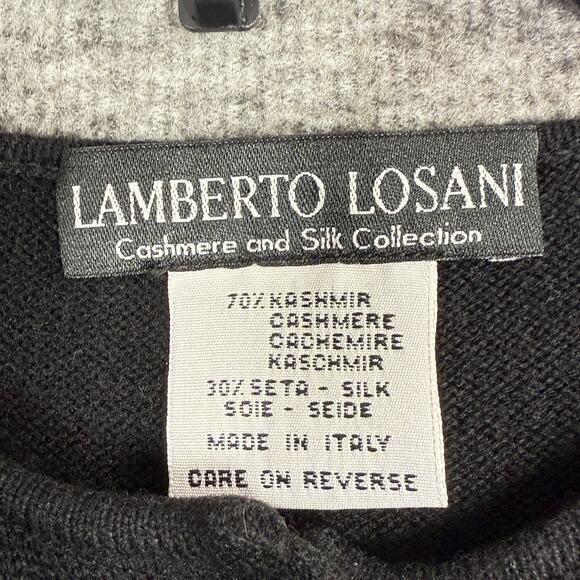 LAMBERTO LOSANI
Cashmere and Silk Collection
70% KASHMIR
CASHMERE
CACHEMIRE
KASCHMIR
30% SETA - SILK
SOIE - SEIDE
MADE IN ITALY
CARE ON REVERSE